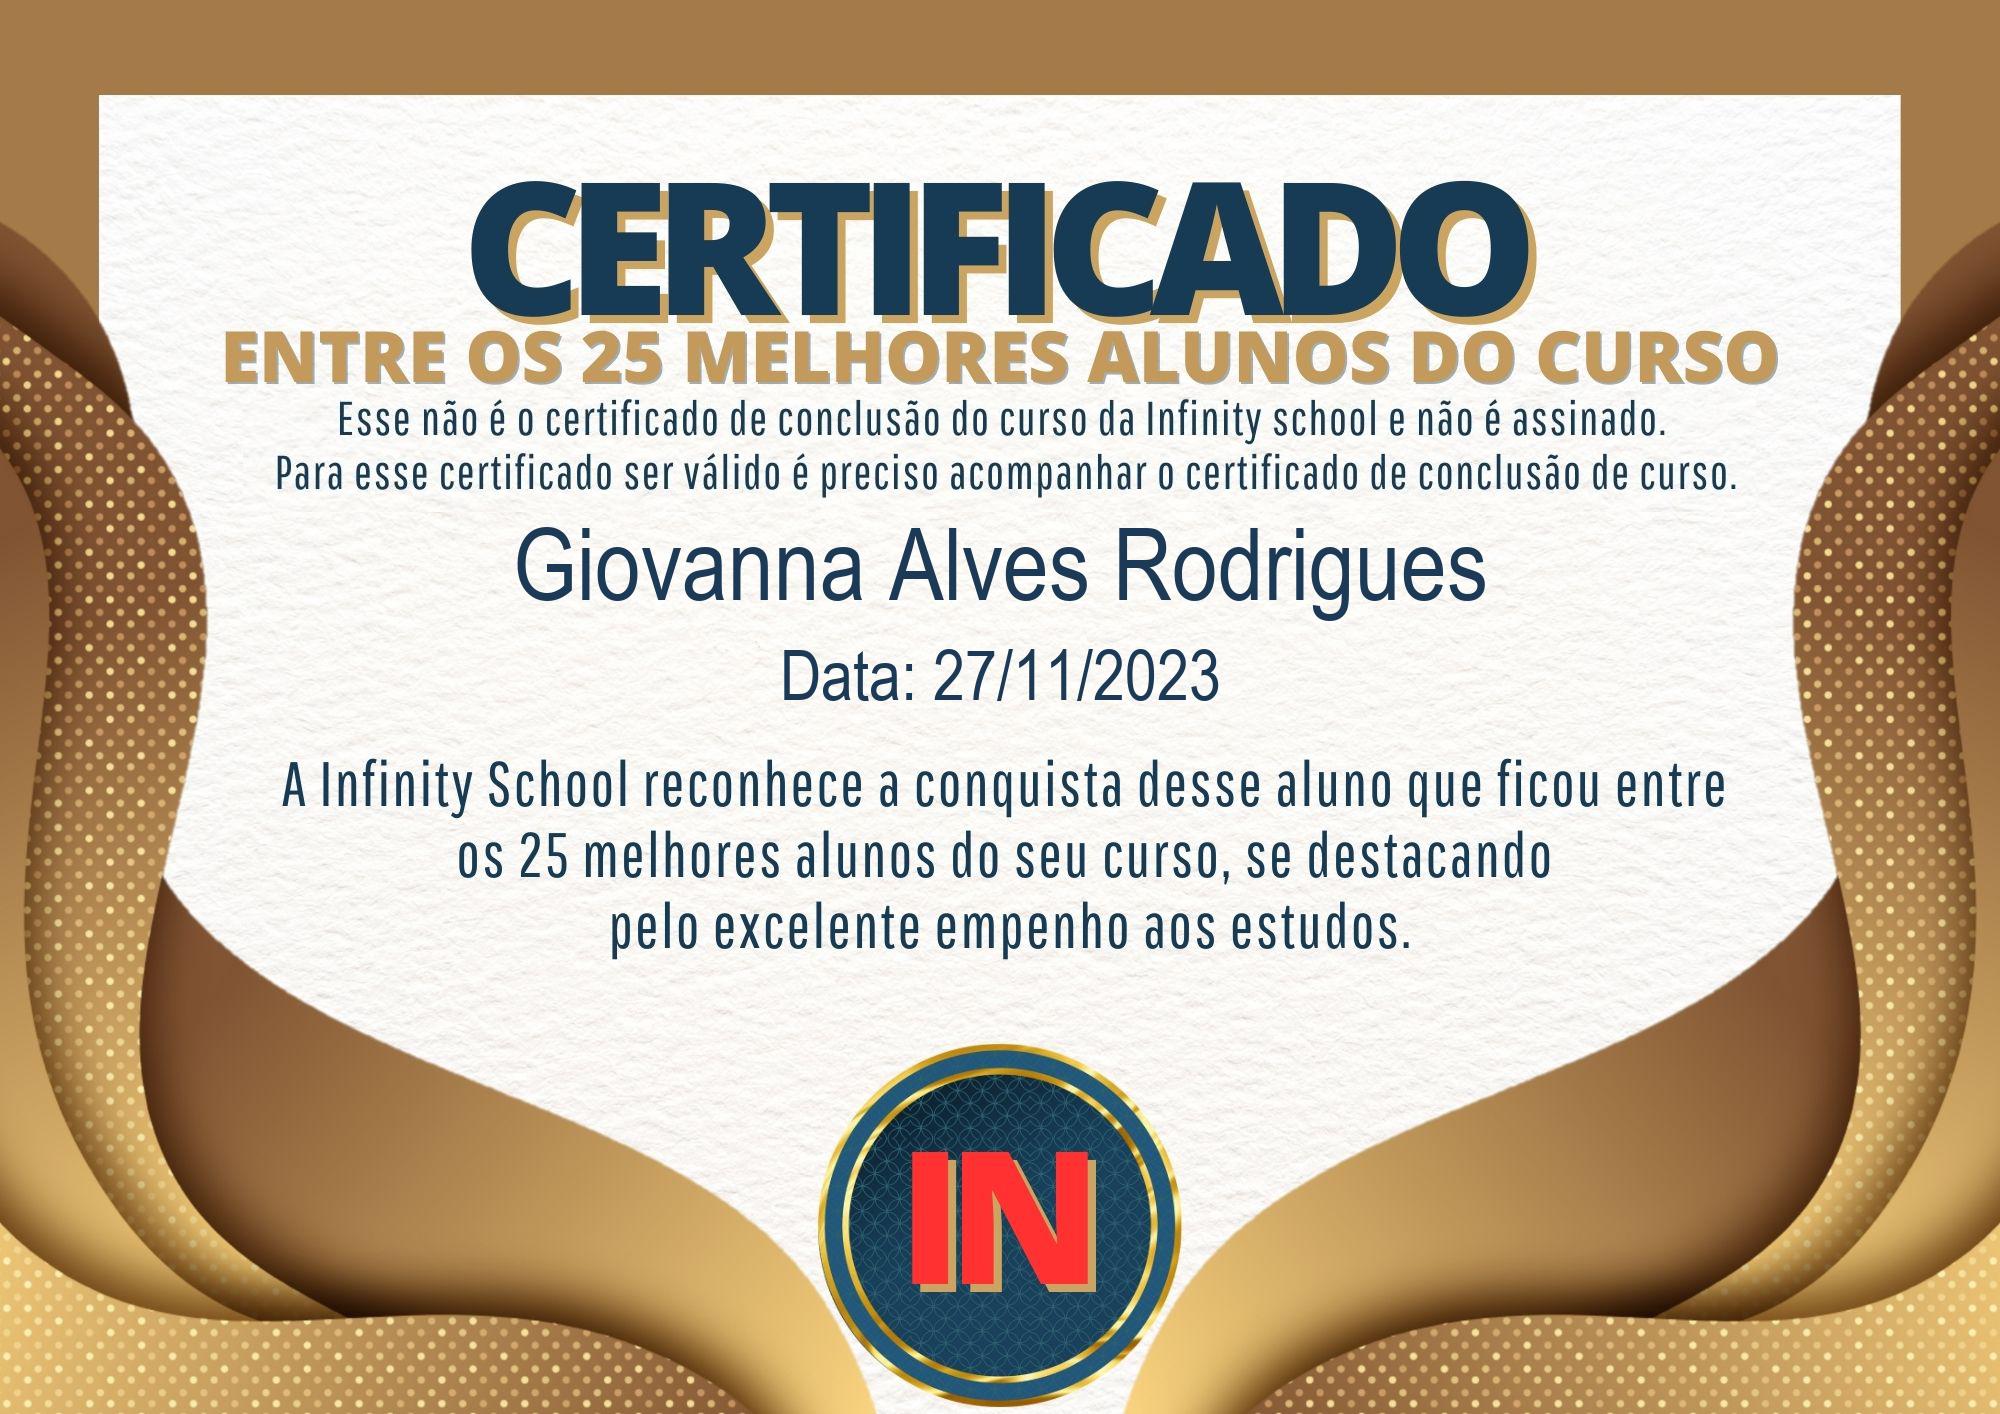 CERTIFICADO
ENTRE OS 25 MELHORES ALUNOS DO CURSO
Esse não é o certificado de conclusão do curso da Infinity school e não é assinado.
Para esse certificado ser válido é preciso acompanhar o certificado de conclusão de curso.
Giovanna Alves Rodrigues
Data: 27/11/2023
A Infinity School reconhece a conquista desse aluno que ficou entre
os 25 melhores alunos do seu curso, se destacando
pelo excelente empenho aos estudos.
IN